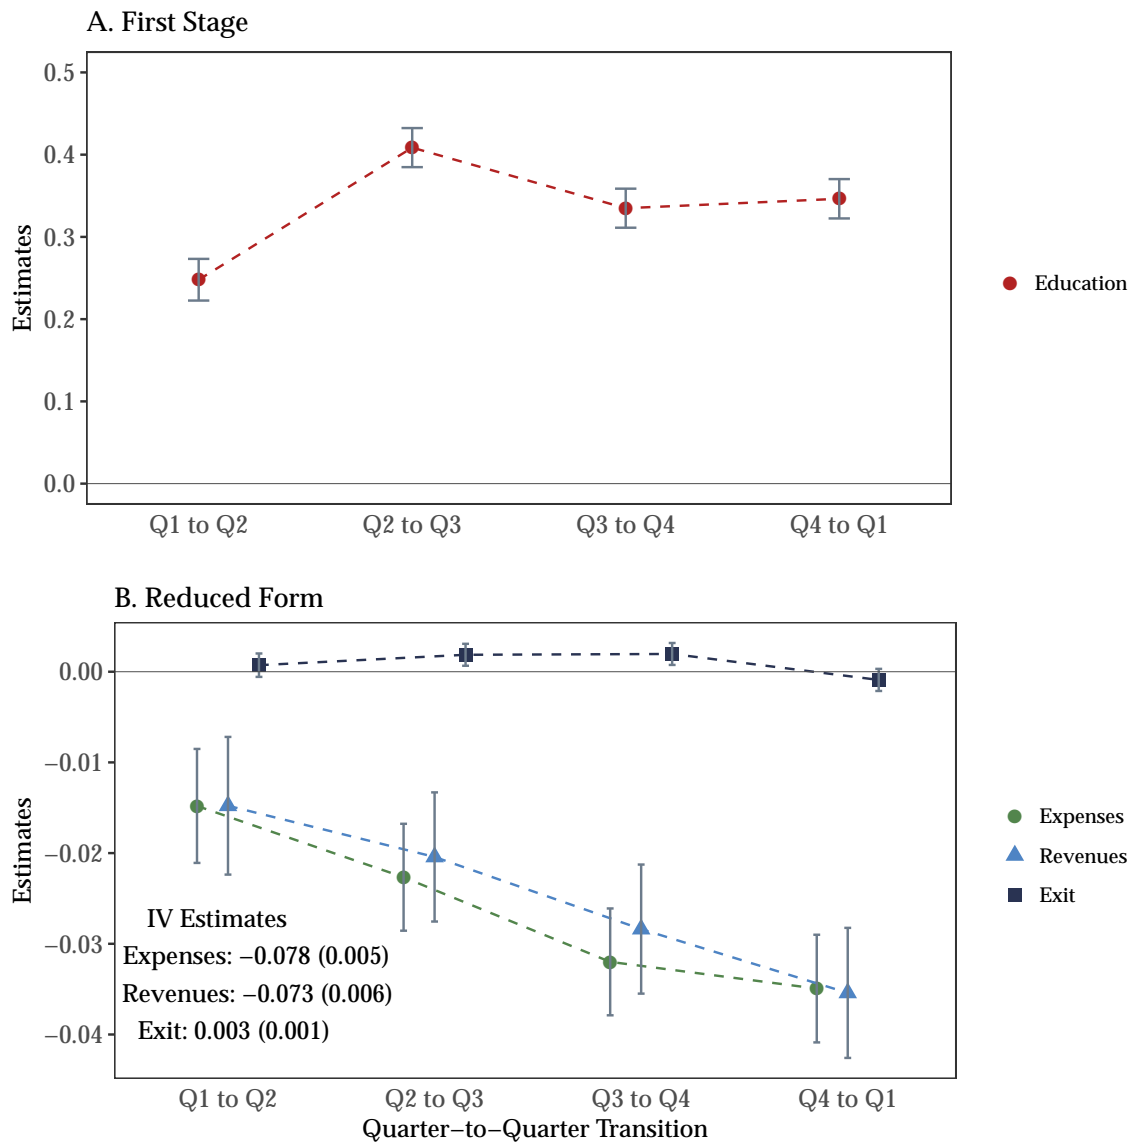 A. First Stage
0.5
0.4
0.3
0.2
0.1
0.0
Estimates
Q1 to Q2
Q2 to Q3
Q3 to Q4
Q4 to Q1
Education
B. Reduced Form
0.00
−0.01
−0.02
−0.03
−0.04
Estimates
IV Estimates
Expenses: −0.078 (0.005)
Revenues: −0.073 (0.006)
Exit: 0.003 (0.001)
Q1 to Q2
Q2 to Q3
Q3 to Q4
Q4 to Q1
Quarter−to−Quarter Transition
Expenses
Revenues
Exit